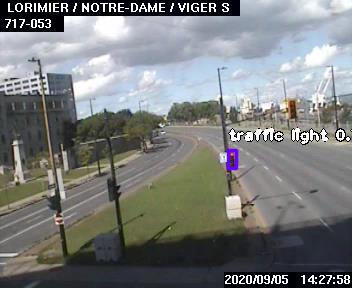 LORIMIER / NOTRE-DAME / VIGER S
717-053
traffic light 0.
2020/09/05 14:27:58